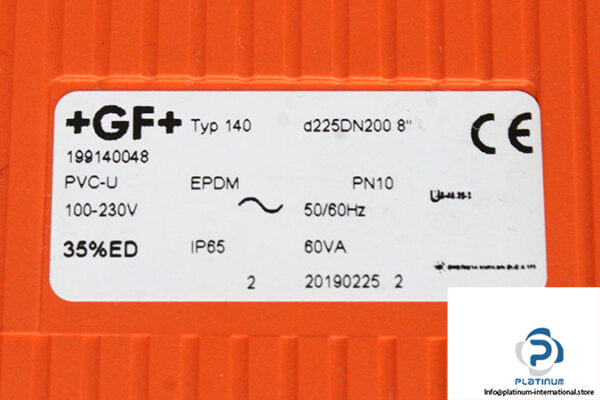 +GF+ Typ 140 d225DN200 8" CE
199140048
PVC-U EPDM PN10
100-230V 50/60Hz
35%ED IP65 60VA
2 20190225 2
P
PLATINUM
https://platinum-international.store